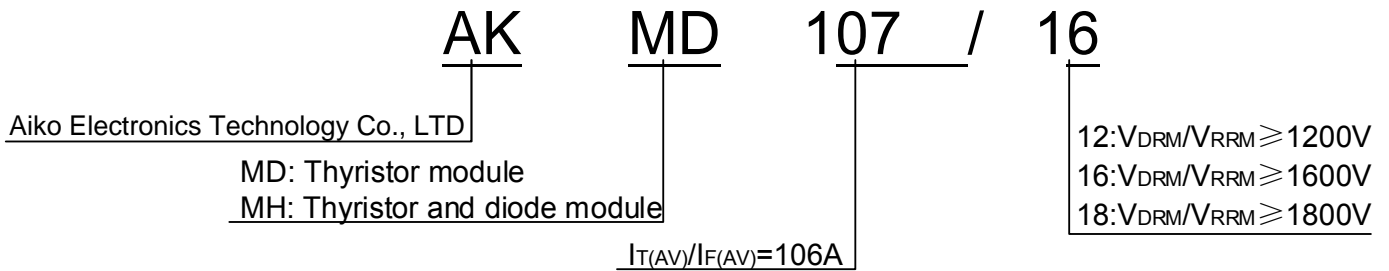 AK MD 107 / 16
Aiko Electronics Technology Co., LTD
MD: Thyristor module
MH: Thyristor and diode module
IT(AV)/IF(AV)=106A
12:VDRM/VRRM≥1200V
16:VDRM/VRRM≥1600V
18:VDRM/VRRM≥1800V